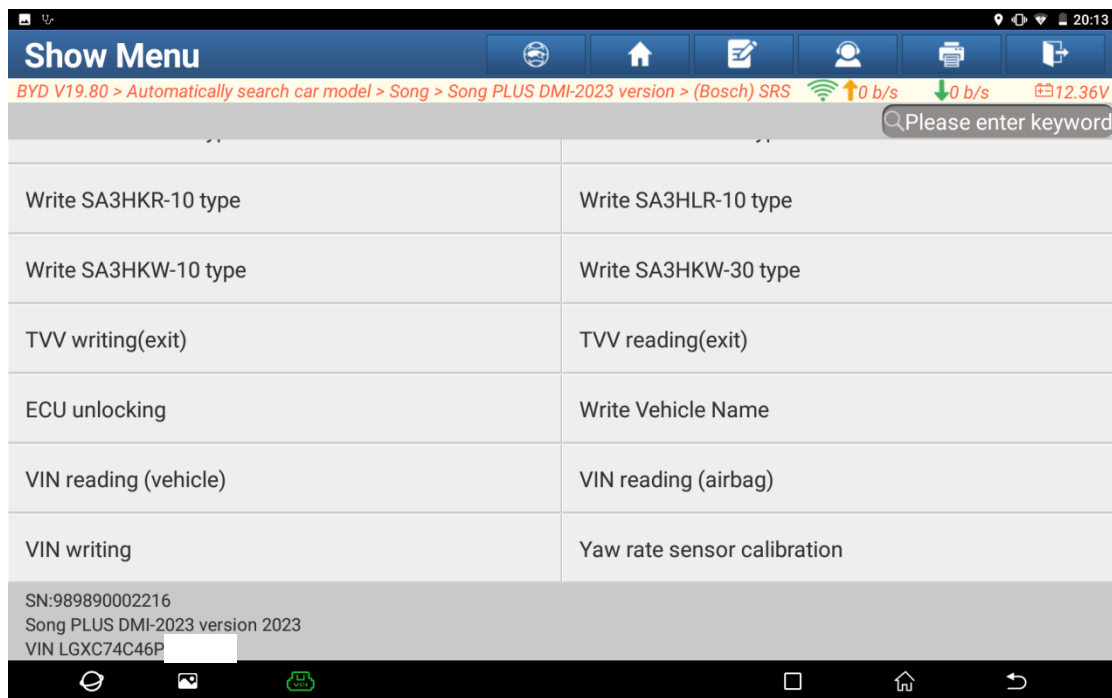 20:13
Show Menu
BYD V19.80 > Automatically search car model > Song > Song PLUS DMI-2023 version > (Bosch) SRS 0 b/s 0 b/s 12.36V
Please enter keyword
Write SA3HKR-10 type Write SA3HLR-10 type
Write SA3HKW-10 type Write SA3HKW-30 type
TVV writing(exit) TVV reading(exit)
ECU unlocking Write Vehicle Name
VIN reading (vehicle) VIN reading (airbag)
VIN writing Yaw rate sensor calibration
SN:989890002216
Song PLUS DMI-2023 version 2023
VIN LGXC74C46P
VCI